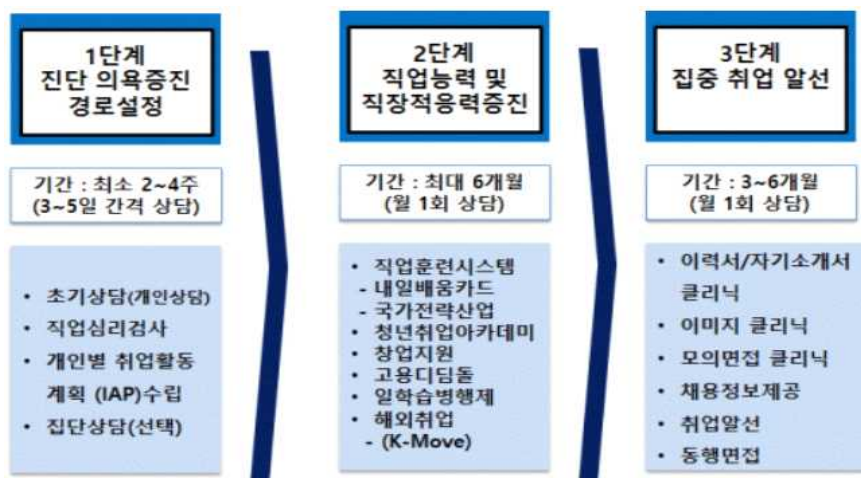 1단계
진단 의욕증진
경로설정
기간 : 최소 2~4주
(3~5일 간격 상담)
• 초기상담(개인상담)
• 직업심리검사
• 개인별 취업활동
계획 (IAP)수립
• 집단상담(선택)
2단계
직업능력 및
직장적응력증진
기간 : 최대 6개월
(월 1회 상담)
• 직업훈련시스템
- 내일배움카드
- 국가전략산업
• 청년취업아카데미
• 창업지원
• 고용디딤돌
• 일학습병행제
• 해외취업
- (K-Move)
3단계
집중 취업 알선
기간 : 3~6개월
(월 1회 상담)
• 이력서/자기소개서
클리닉
• 이미지 클리닉
• 모의면접 클리닉
• 채용정보제공
• 취업알선
• 동행면접